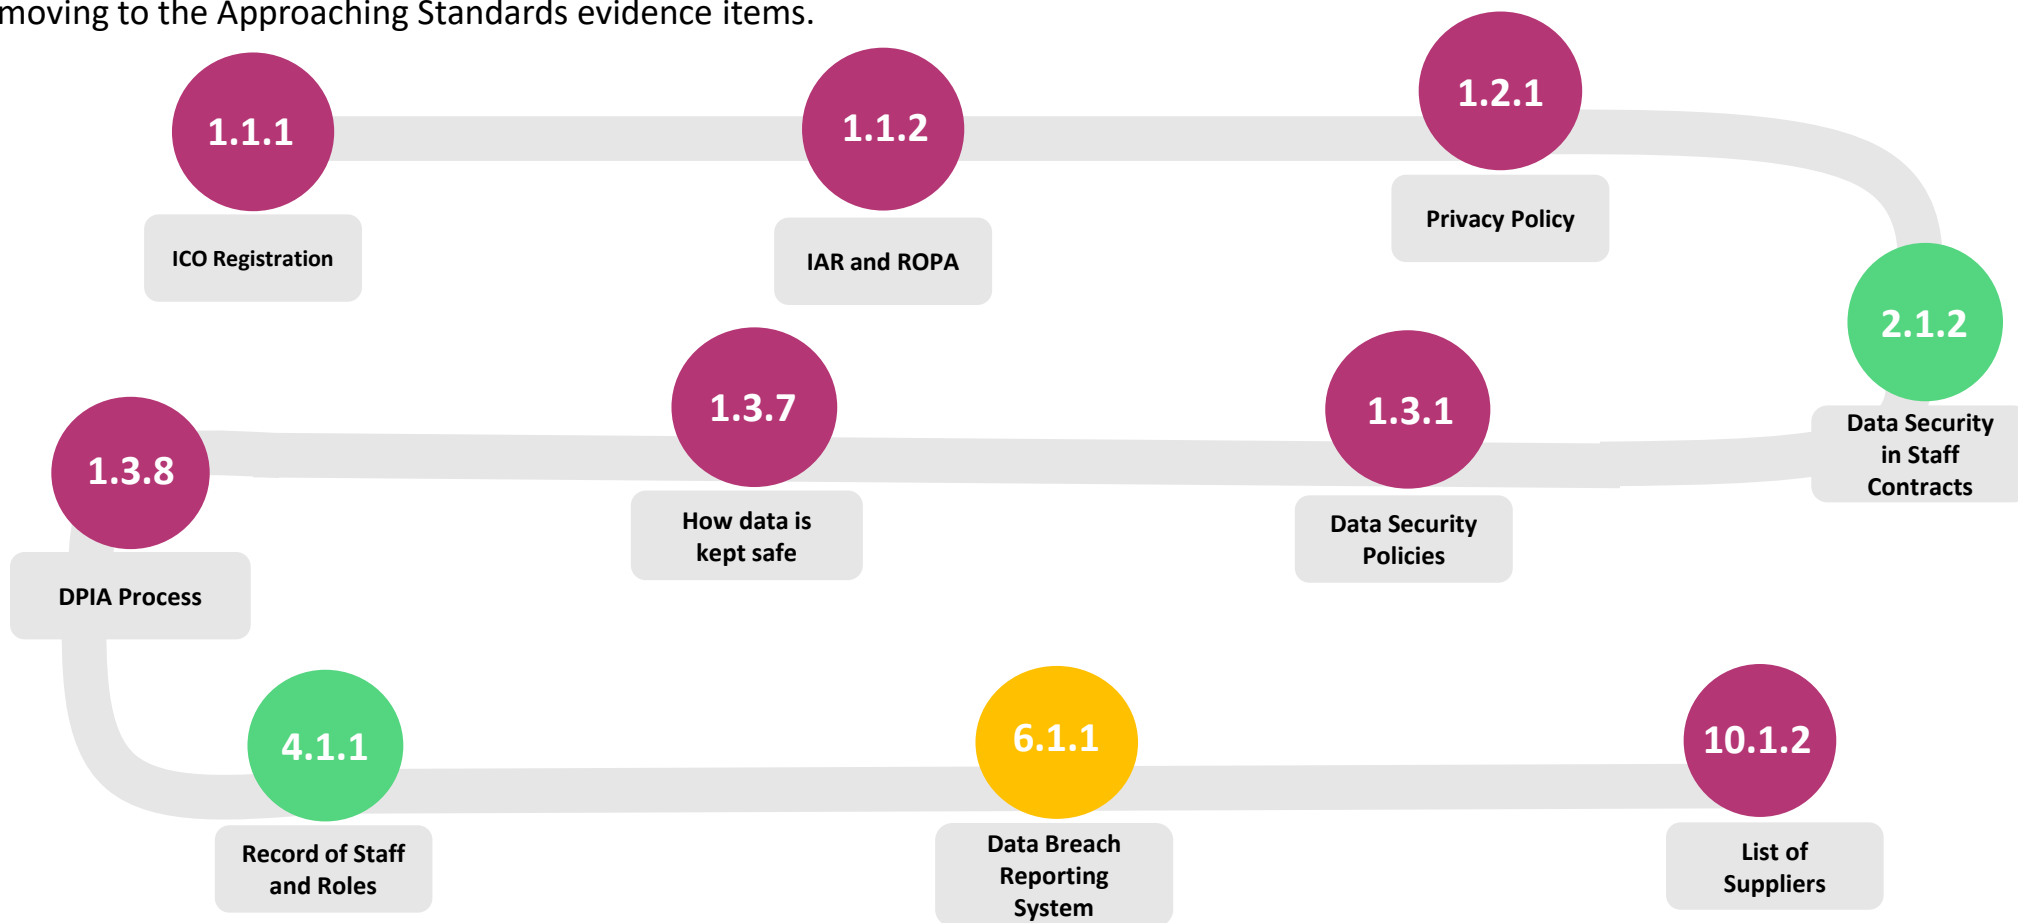 moving to the Approaching Standards evidence items.
1.1.1
ICO Registration
1.1.2
IAR and ROPA
1.2.1
Privacy Policy
2.1.2
Data Security
in Staff
Contracts
1.3.1
Data Security
Policies
1.3.7
How data is
kept safe
1.3.8
DPIA Process
4.1.1
Record of Staff
and Roles
6.1.1
Data Breach
Reporting
System
10.1.2
List of
Suppliers